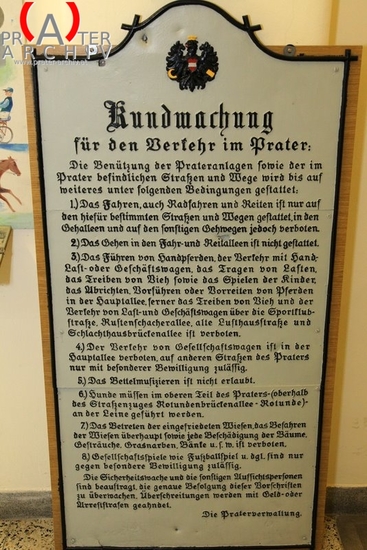 PRATER
ARCHIV
www.prater-archiv.at
Kundmachung
für den Verkehr im Prater:
Die Benützung der Prateranlagen sowie der im
Prater befindlichen Straßen und Wege wird bis auf
weiteres unter folgenden Bedingungen gestattet:
1.) Das Fahren, auch Radfahren und Reiten ist nur auf
den hiefür bestimmten Straßen und Wegen gestattet, in den
Gehalleen und auf den sonstigen Gehwegen jedoch verboten.
2.) Das Gehen in den Fahr- und Reitalleen ist nicht gestattet.
3.) Das Führen von Handpferden, der Verkehr mit Hand-
Last- oder Geschäftswagen, das Tragen von Lasten,
das Treiben von Vieh sowie das Spielen der Kinder,
das Abrichten, Vorführen oder Vorreiten von Pferden
in der Hauptallee, ferner das Treiben von Vieh und der
Verkehr von Last- und Geschäftswagen über die Sportklub-
straße, Rustenschacherallee, alte Lusthausstraße und
Schlachthausbrückenallee ist verboten.
4.) Der Verkehr von Gesellschaftswagen ist in der
Hauptallee verboten, auf anderen Straßen des Praters
nur mit besonderer Bewilligung zulässig.
5.) Das Bettelmusizieren ist nicht erlaubt.
6.) Hunde müssen im oberen Teil des Praters-(oberhalb
des Straßenzuges Rotundenbrückenallee - Rotunde)-
an der Leine geführt werden.
7.) Das Betreten der eingefriedeten Wiesen, das Befahren
der Wiesen überhaupt sowie jede Beschädigung der Bäume,
Gesträuche, Grasnarben, Bänke u. s. w. ist verboten.
8.) Gesellschaftsspiele wie Fußballspiel u. dgl. sind nur
gegen besondere Bewilligung zulässig.
Die Sicherheitswache und die sonstigen Aufsichtspersonen
sind beauftragt, die genaue Befolgung dieser Vorschriften
zu überwachen. Überschreitungen werden mit Geld- oder
Arreststrafen geahndet.
Die Praterverwaltung.